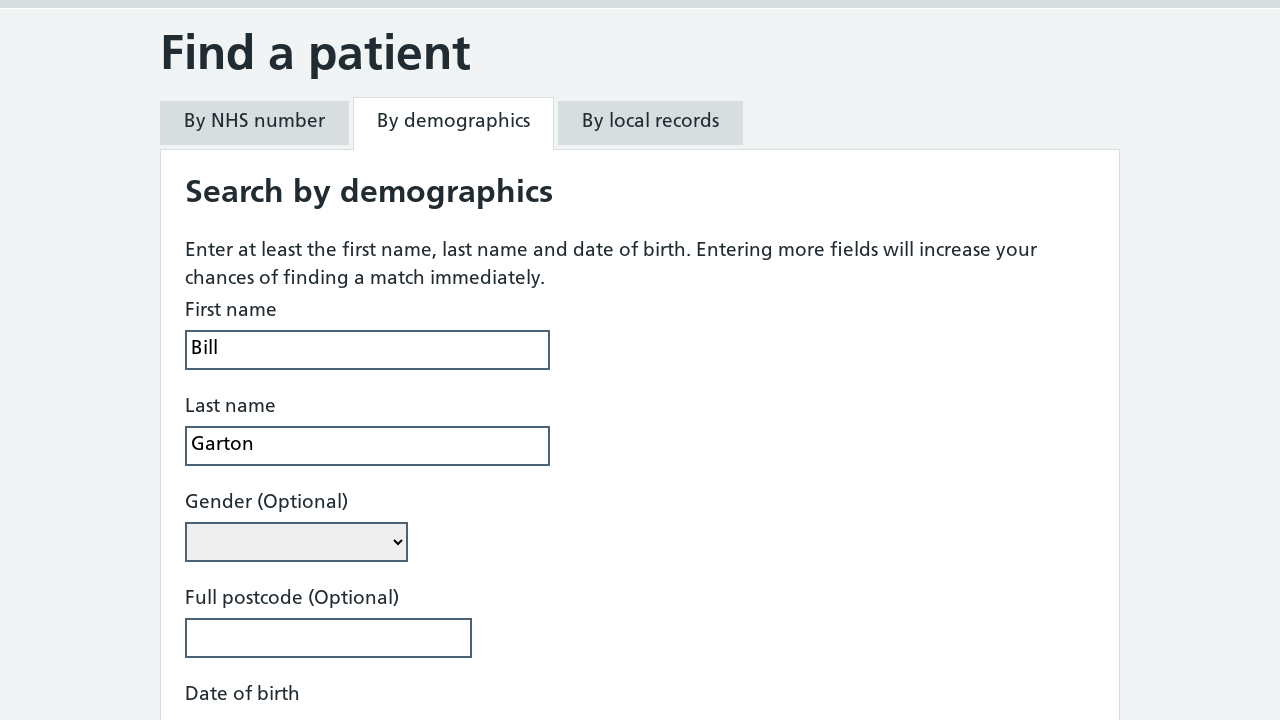 Find a patient
By NHS number
By demographics
By local records
Search by demographics
Enter at least the first name, last name and date of birth. Entering more fields will increase your
chances of finding a match immediately.
First name
Bill
Last name
Garton
Gender (Optional)
Full postcode (Optional)
Date of birth